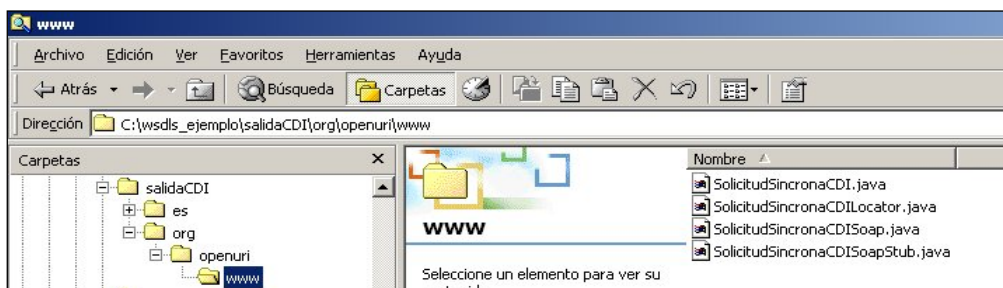 www
Archivo Edición Ver Favoritos Herramientas Ayuda
Atrás Búsqueda Carpetas
Dirección C:\wsdls_ejemplo\salidaCDI\org\openuri\www
Carpetas
salidaCDI
es
org
openuri
www
www
Seleccione un elemento para ver su
Nombre
SolicitudSincronaCDI.java
SolicitudSincronaCDILocator.java
SolicitudSincronaCDISoap.java
SolicitudSincronaCDISoapStub.java